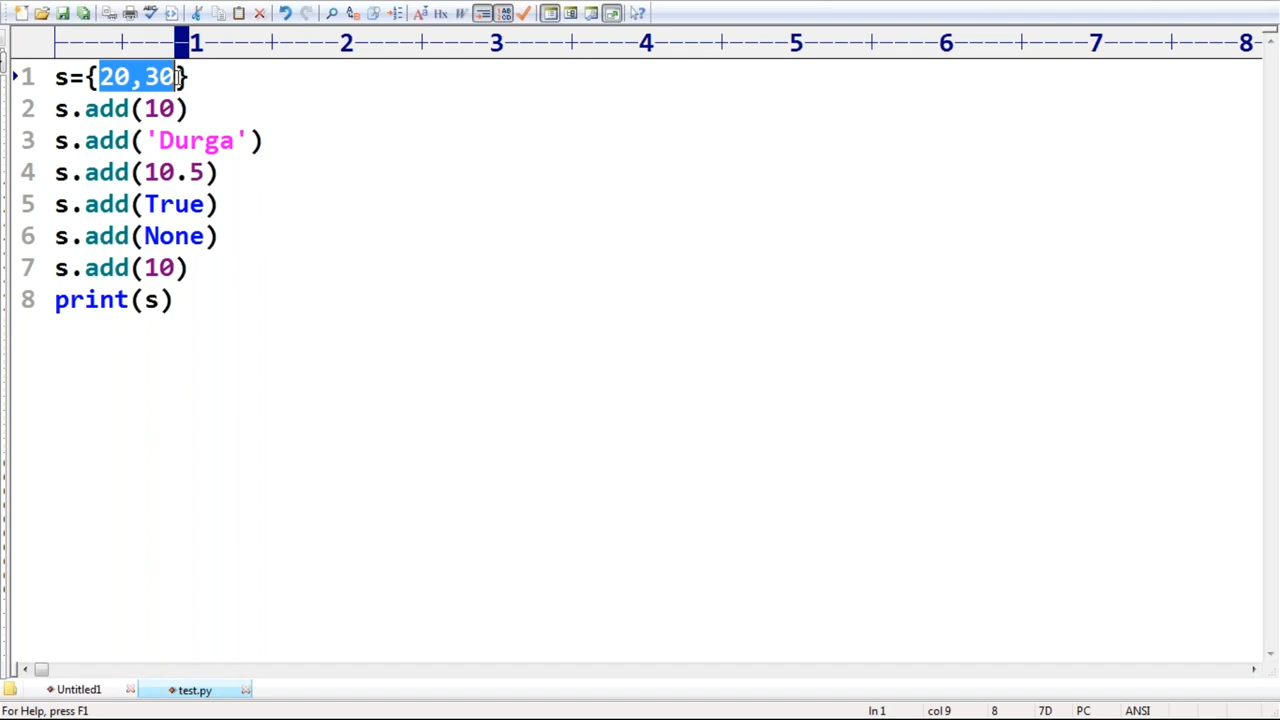 1 2 3 4 5 6 7 8
1 s={20,30}
2 s.add(10)
3 s.add('Durga')
4 s.add(10.5)
5 s.add(True)
6 s.add(None)
7 s.add(10)
8 print(s)
Untitled1 test.py
For Help, press F1 ln 1 col 9 8 7D PC ANSI